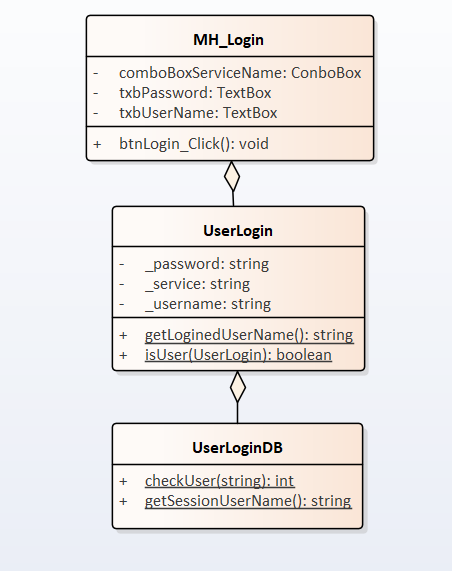 MH_Login
- comboBoxServiceName: ConboBox
- txbPassword: TextBox
- txbUserName: TextBox
+ btnLogin_Click(): void
UserLogin
- _password: string
- _service: string
- _username: string
+ getLoginedUserName(): string
+ isUser(UserLogin): boolean
UserLoginDB
+ checkUser(string): int
+ getSessionUserName(): string